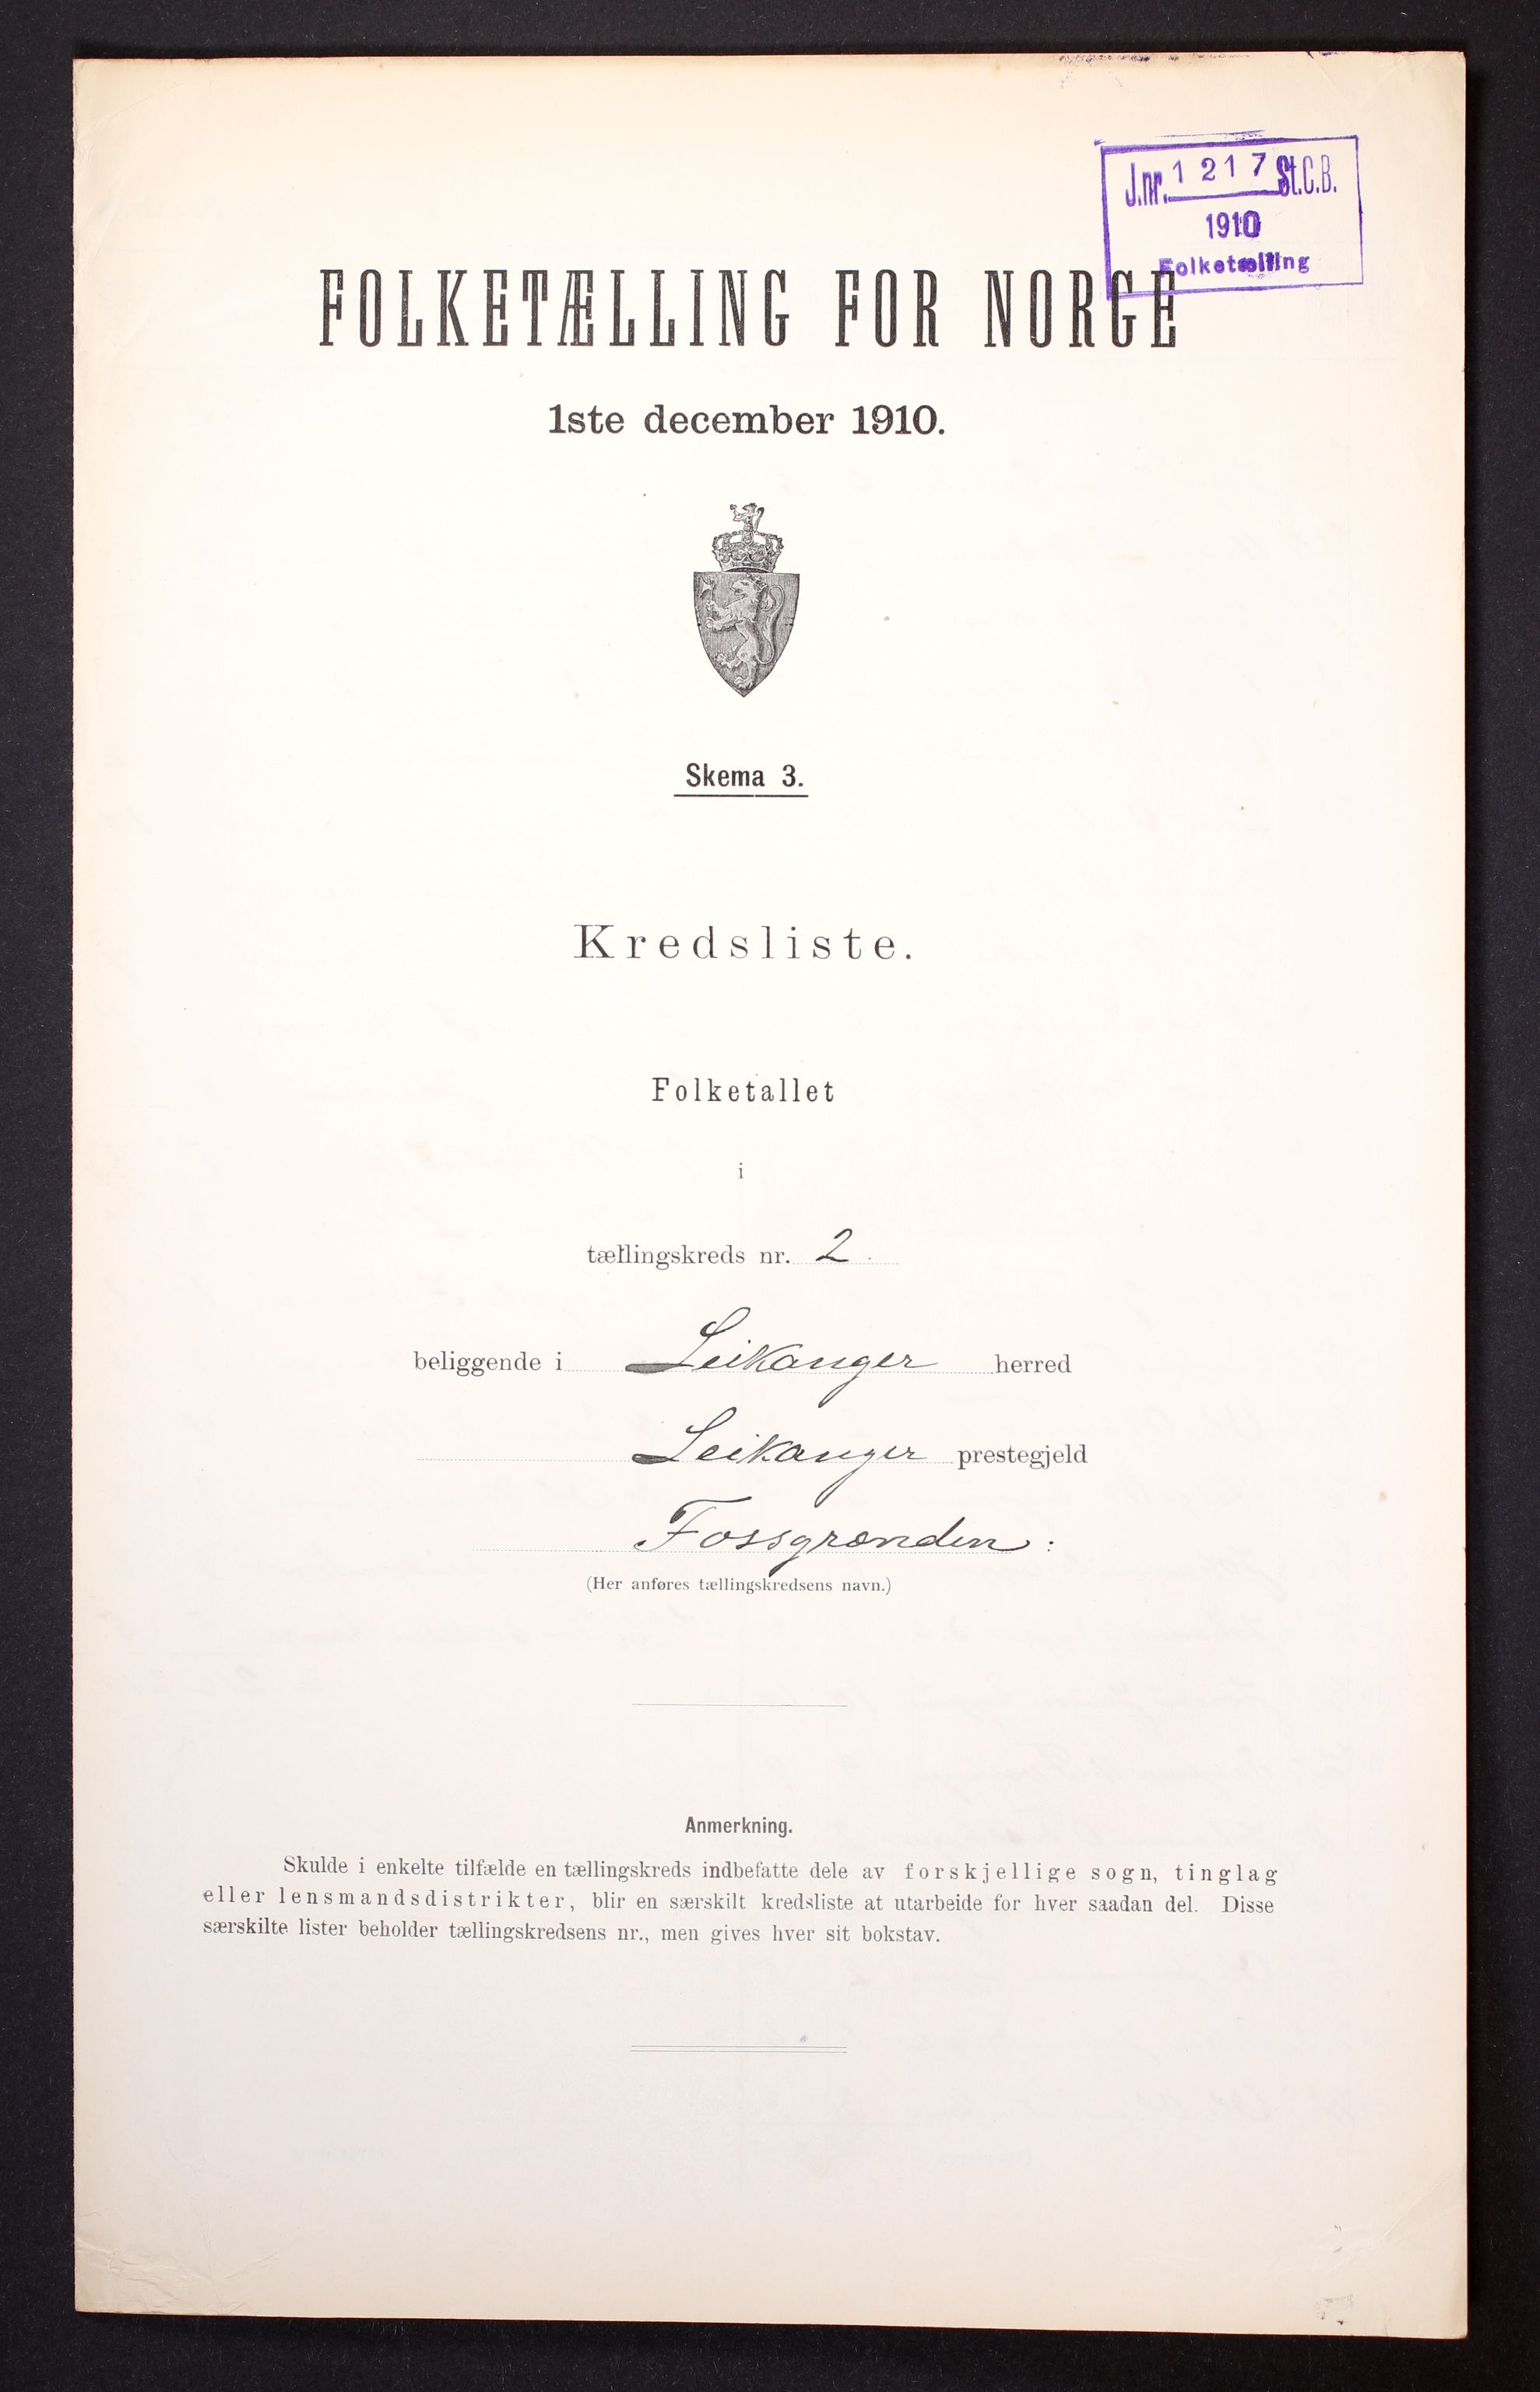 J.nr. 1217 St.C.B.
1910
Folketælling
FOLKETÆLLING FOR NORGE
1ste december 1910.
Skema 3.
Kredsliste.
Folketallet
i
tællingskreds nr. 2.
beliggende i Leikanger herred
Leikanger prestegjeld
Fossgrænden:
(Her anføres tællingskredsens navn.)
Anmerkning.
Skulde i enkelte tilfælde en tællingskreds indbefatte dele av forskjellige sogn, tinglag
eller lensmandsdistrikter, blir en særskilt kredsliste at utarbeide for hver saadan del. Disse
særskilte lister beholder tællingskredsens nr., men gives hver sit bokstav.